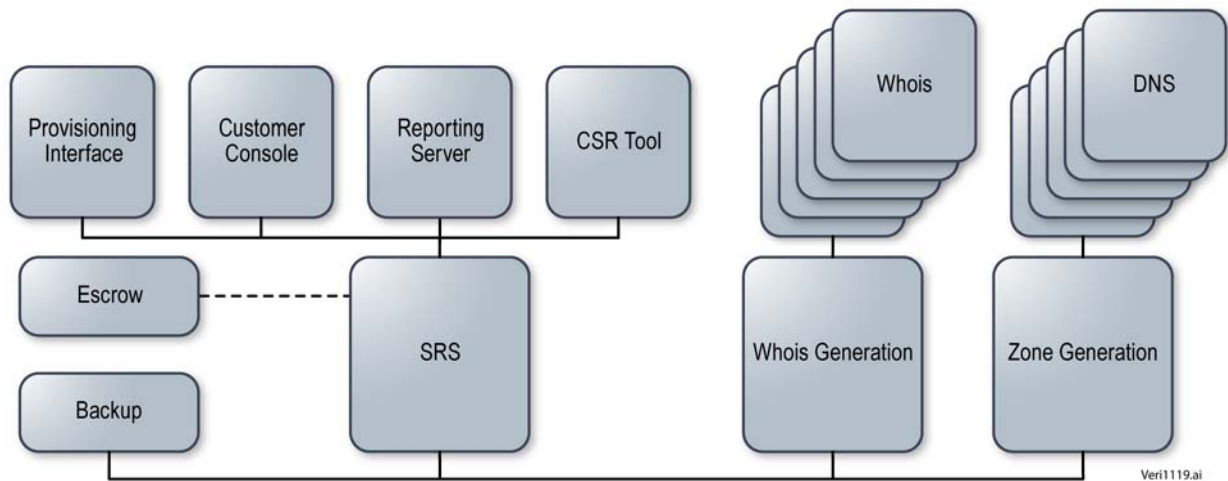 Provisioning
Interface
Customer
Console
Reporting
Server
CSR Tool
Whois
DNS
Escrow
SRS
Whois Generation
Zone Generation
Backup
Veri1119.ai